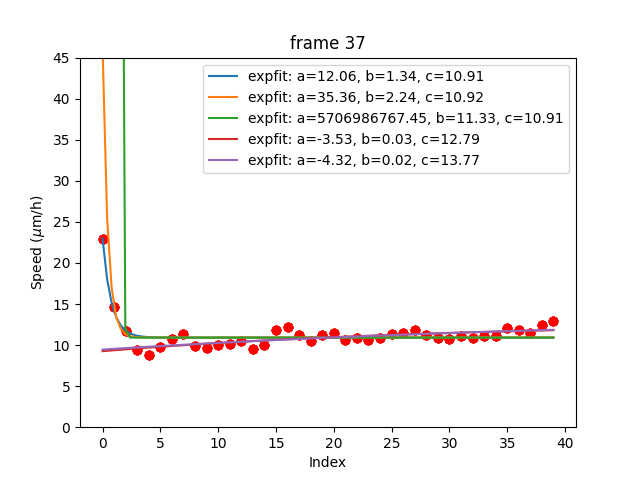 frame 37
expfit: a=12.06, b=1.34, c=10.91
expfit: a=35.36, b=2.24, c=10.92
expfit: a=5706986767.45, b=11.33, c=10.91
expfit: a=-3.53, b=0.03, c=12.79
expfit: a=-4.32, b=0.02, c=13.77
Speed (μm/h)
45
40
35
30
25
20
15
10
5
0
0 5 10 15 20 25 30 35 40
Index